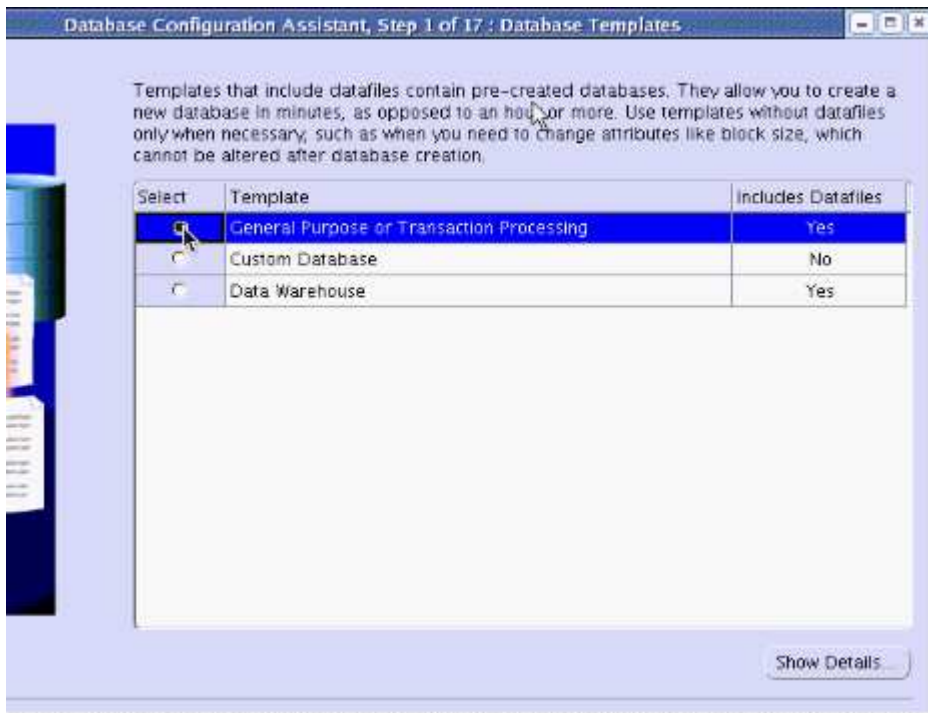 Database Configuration Assistant, Step 1 of 17 : Database Templates
Templates that include datafiles contain pre-created databases. They allow you to create a
new database in minutes, as opposed to an hour or more. Use templates without datafiles
only when necessary, such as when you need to change attributes like block size, which
cannot be altered after database creation.
Select Template Includes Datafiles
General Purpose or Transaction Processing Yes
Custom Database No
Data Warehouse Yes
Show Details...